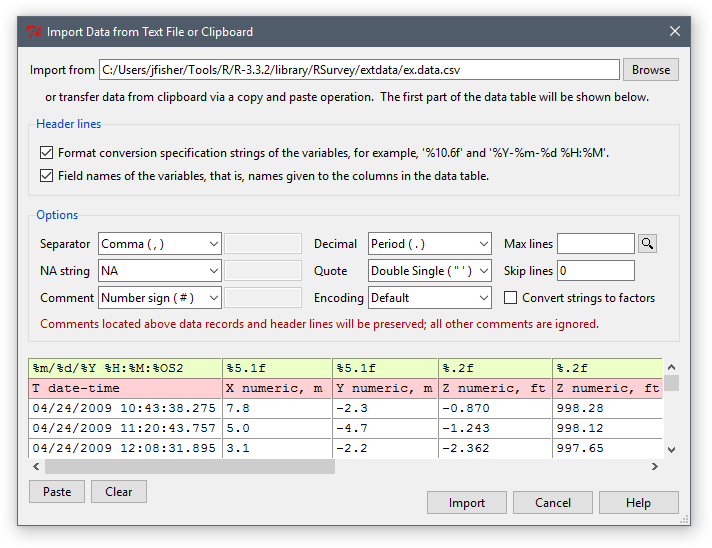 Import Data from Text File or Clipboard
Import from C:/Users/jfisher/Tools/R/R-3.3.2/library/RSurvey/extdata/ex.data.csv Browse
or transfer data from clipboard via a copy and paste operation. The first part of the data table will be shown below.
Header lines
Format conversion specification strings of the variables, for example, '%10.6f' and '%Y-%m-%d %H:%M'.
Field names of the variables, that is, names given to the columns in the data table.
Options
Separator Comma ( , ) Decimal Period ( . ) Max lines
NA string NA Quote Double Single ( " ' ) Skip lines 0
Comment Number sign ( # ) Encoding Default Convert strings to factors
Comments located above data records and header lines will be preserved; all other comments are ignored.
%m/%d/%Y %H:%M:%OS2 %5.1f %5.1f %.2f %.2f
T date-time X numeric, m Y numeric, m Z numeric, ft Z numeric, ft
04/24/2009 10:43:38.275 7.8 -2.3 -0.870 998.28
04/24/2009 11:20:43.757 5.0 -4.7 -1.243 998.12
04/24/2009 12:08:31.895 3.1 -2.2 -2.362 997.65
Paste Clear
Import Cancel Help